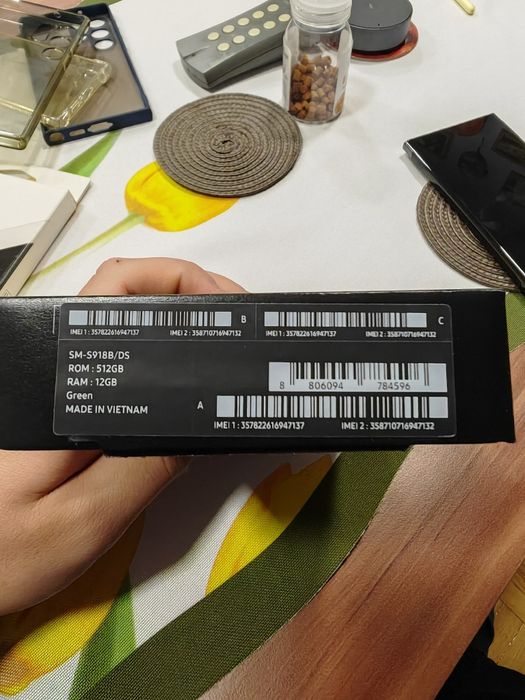 B
IMEI 1 : 357822616947137 IMEI 2 : 358710716947132
C
IMEI 1 : 357822616947137 IMEI 2 : 358710716947132
SM-S918B/DS
ROM : 512GB
RAM : 12GB
Green
MADE IN VIETNAM
8 806094 784596
A
IMEI 1 : 357822616947137 IMEI 2 : 358710716947132